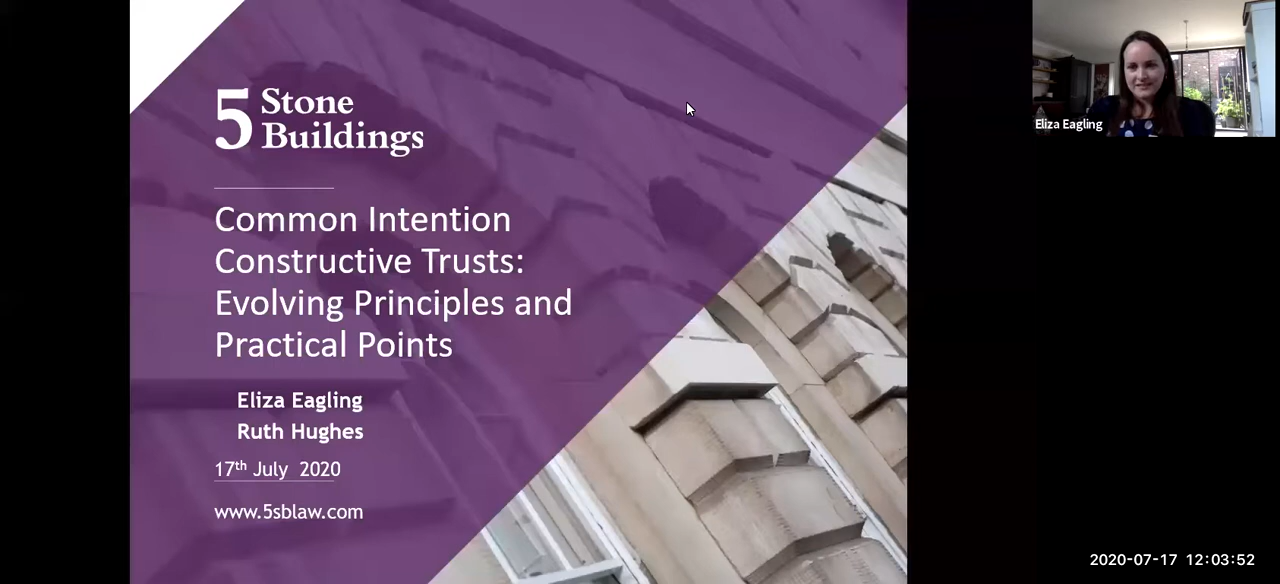 5 Stone
Buildings
Common Intention
Constructive Trusts:
Evolving Principles and
Practical Points
Eliza Eagling
Ruth Hughes
17th July 2020
www.5sblaw.com
Eliza Eagling
2020-07-17 12:03:52